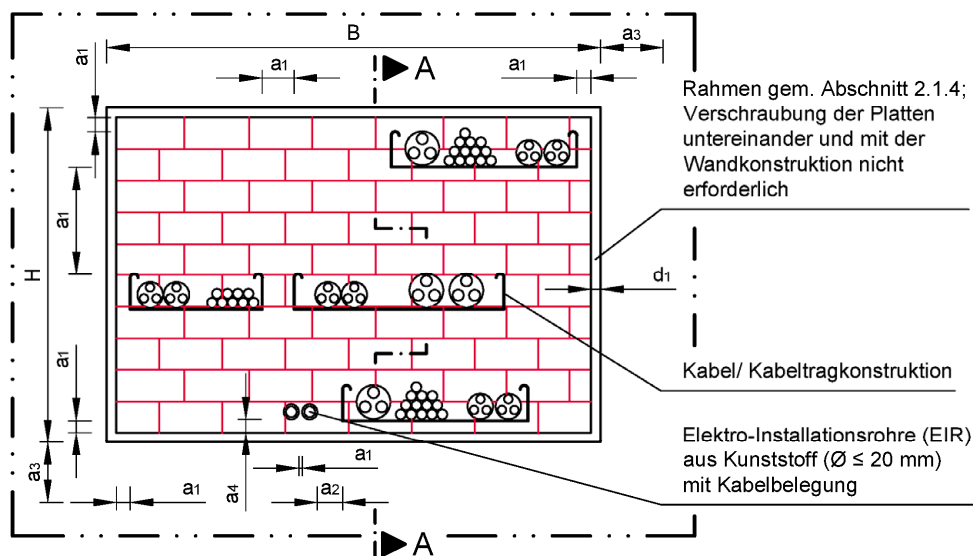 B
a3
a1
A
a1
a1
Rahmen gem. Abschnitt 2.1.4;
Verschraubung der Platten
untereinander und mit der
Wandkonstruktion nicht
erforderlich
a1
H
d1
a1
Kabel/ Kabeltragkonstruktion
Elektro-Installationsrohre (EIR)
aus Kunststoff (Ø ≤ 20 mm)
mit Kabelbelegung
a3
a1
a4
a1
a2
A